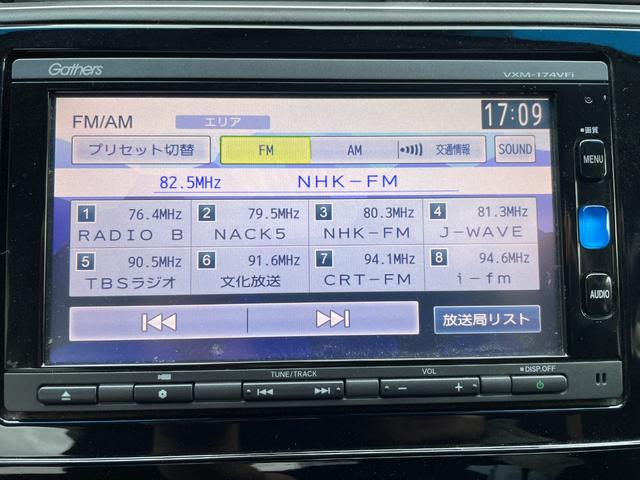 Gathers
VXM-174VFi
FM/AM エリア 17:09
プリセット切替 FM AM 交通情報 SOUND
82.5MHz NHK-FM
1 76.4MHz 2 79.5MHz 3 80.3MHz 4 81.3MHz
RADIO B NACK5 NHK-FM J-WAVE
5 90.5MHz 6 91.6MHz 7 94.1MHz 8 94.6MHz
TBSラジオ 文化放送 CRT-FM i-fm
放送局リスト
画質
MENU
AUDIO
TUNE/TRACK VOL DISP.OFF
− +